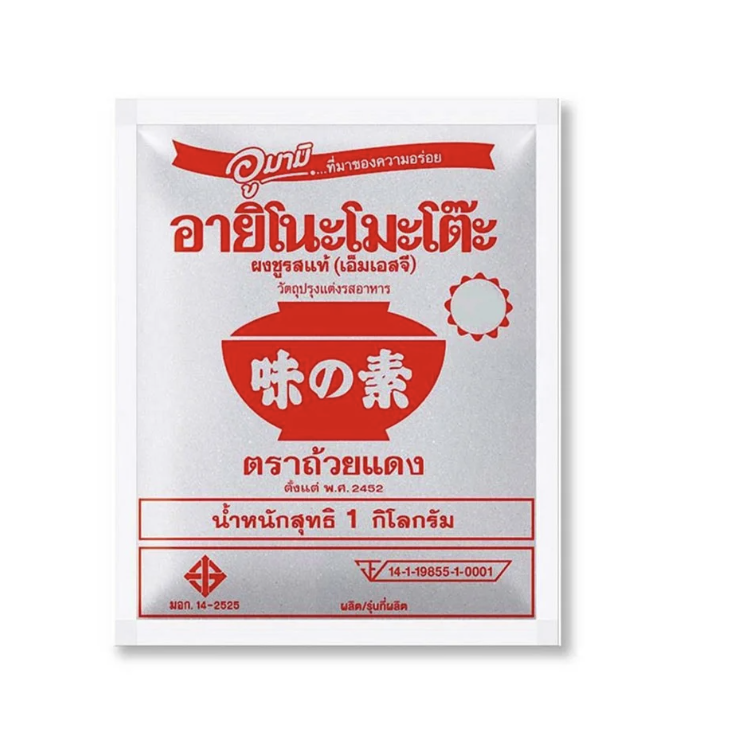 อูมามิ ....ที่มาของความอร่อย
อายิโนะโมะโต๊ะ
ผงชูรสแท้ (เอ็มเอสจี)
วัตถุปรุงแต่งรสอาหาร
味の素
ตราถ้วยแดง
ตั้งแต่ พ.ศ. 2452
น้ำหนักสุทธิ 1 กิโลกรัม
14-1-19855-1-0001
มอก. 14-2525
ผลิต/รุ่นที่ผลิต